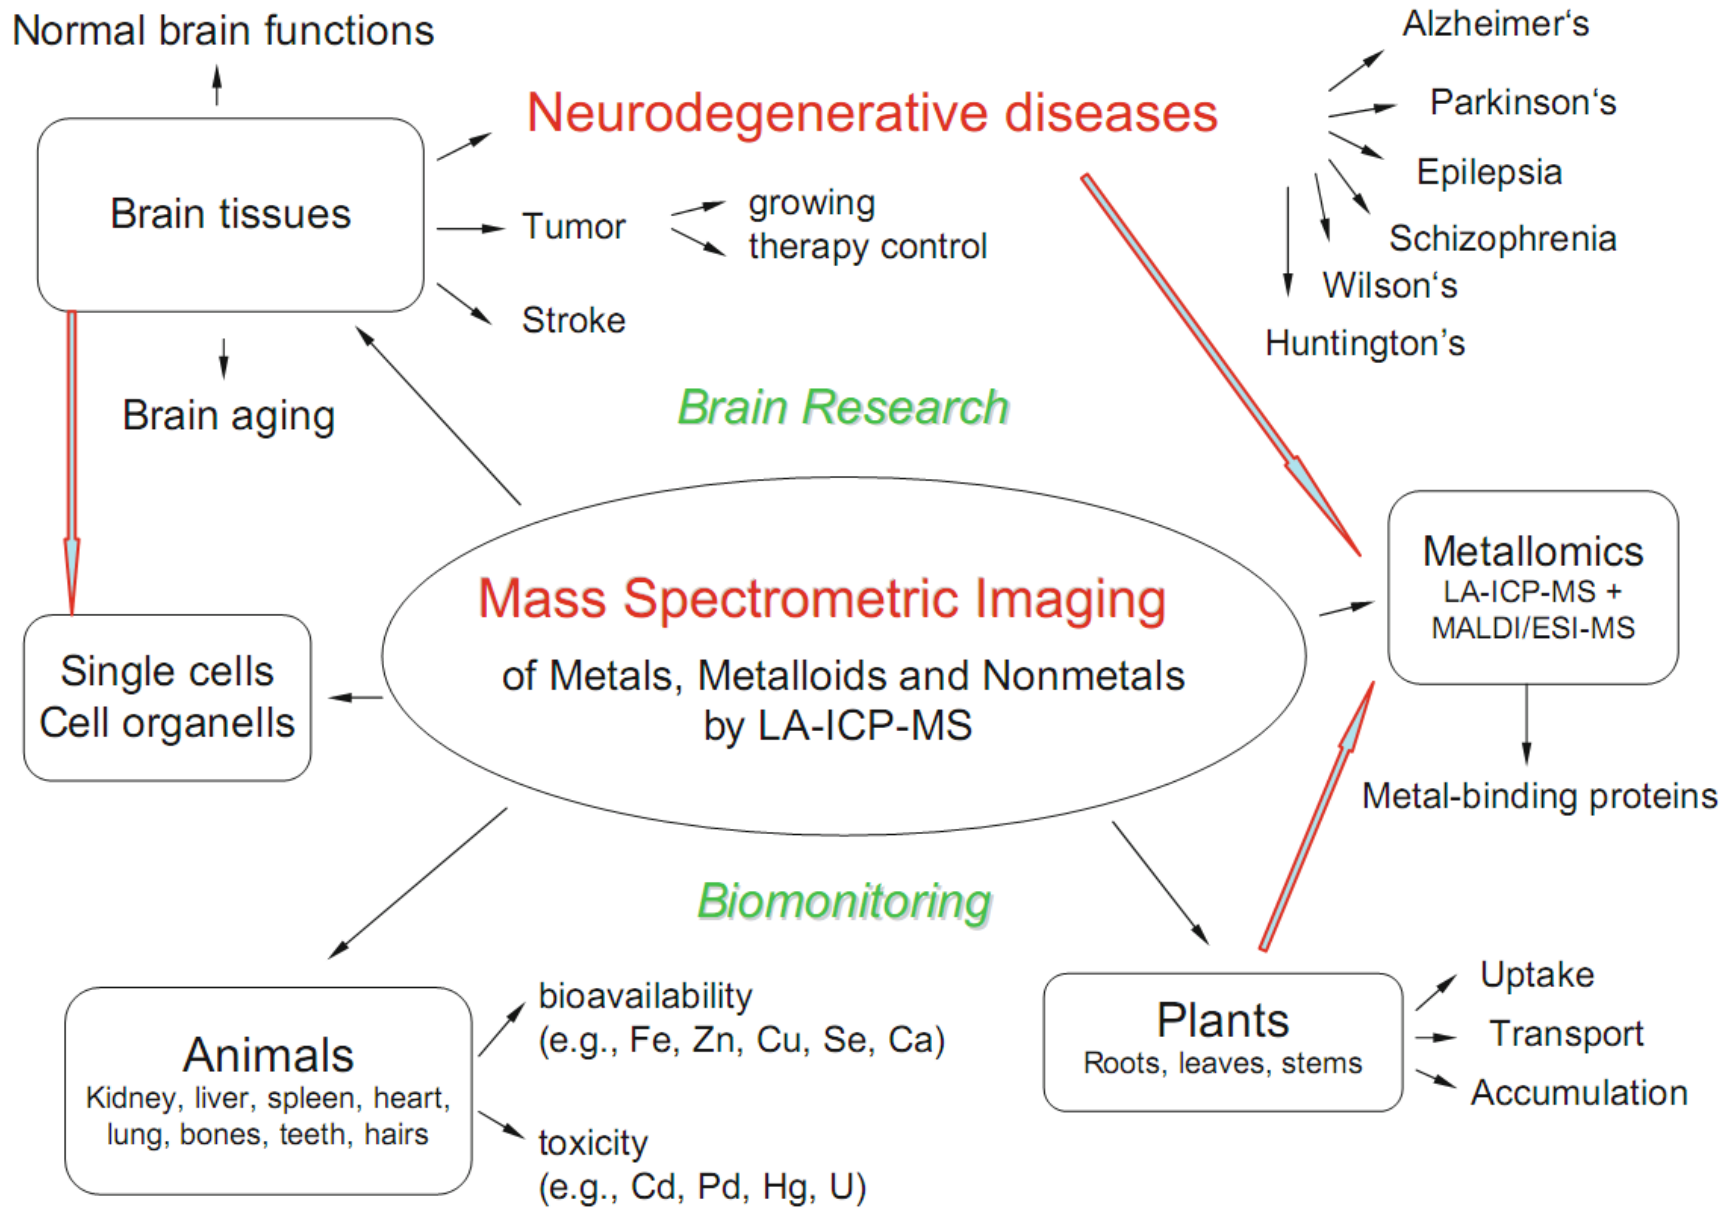 Normal brain functions
Alzheimer‘s
Neurodegenerative diseases
Parkinson‘s
Epilepsia
Brain tissues
Tumor
growing
therapy control
Schizophrenia
Wilson‘s
Stroke
Huntington’s
Brain aging
Brain Research
Mass Spectrometric Imaging
of Metals, Metalloids and Nonmetals
by LA-ICP-MS
Metallomics
LA-ICP-MS +
MALDI/ESI-MS
Single cells
Cell organells
Metal-binding proteins
Biomonitoring
Animals
Kidney, liver, spleen, heart,
lung, bones, teeth, hairs
bioavailability
(e.g., Fe, Zn, Cu, Se, Ca)
toxicity
(e.g., Cd, Pd, Hg, U)
Plants
Roots, leaves, stems
Uptake
Transport
Accumulation